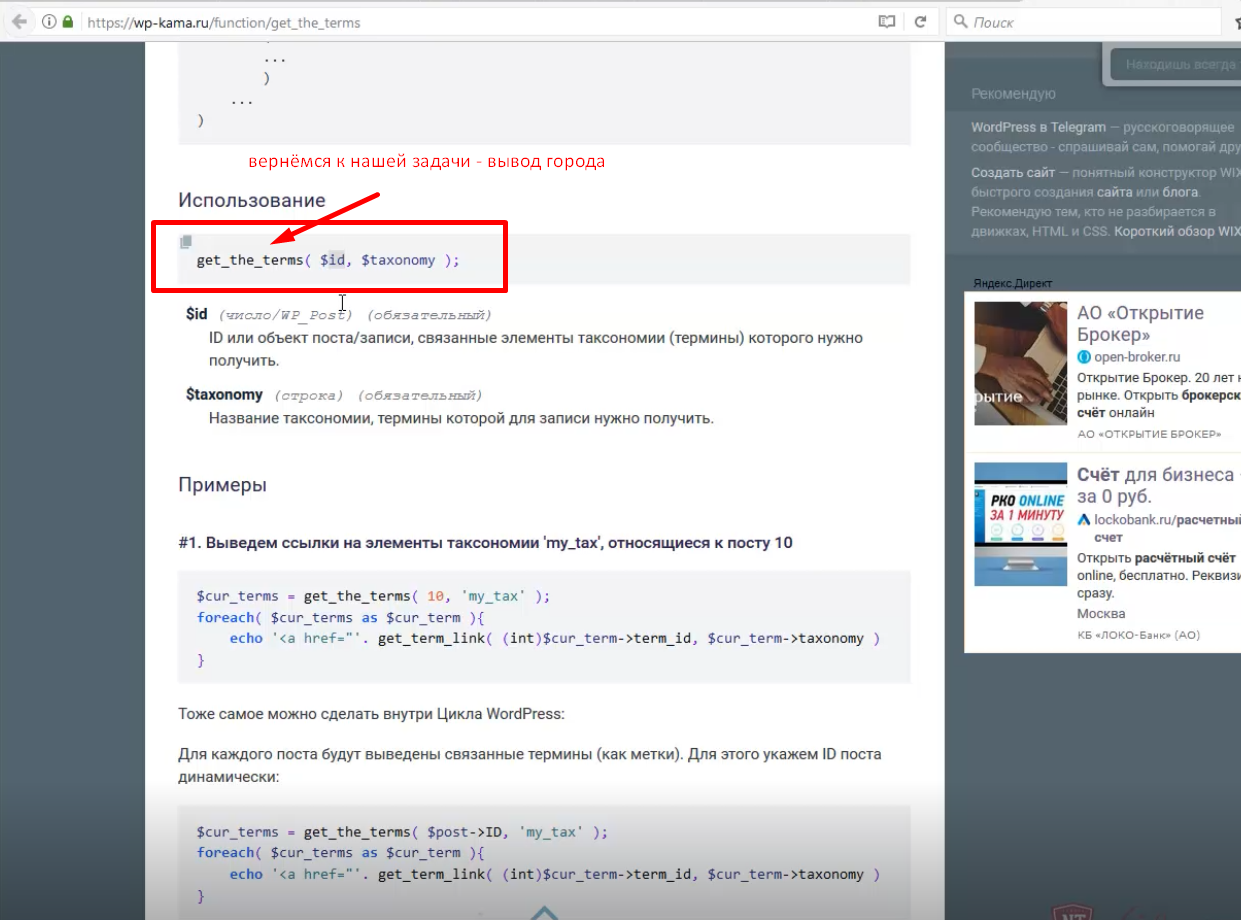 https://wp-kama.ru/function/get_the_terms
Поиск
...
)
...
)
вернёмся к нашей задачи - вывод города
Использование
get_the_terms( $id, $taxonomy );
$id (число/WP_Post) (обязательный)
ID или объект поста/записи, связанные элементы таксономии (термины) которого нужно
получить.
$taxonomy (строка) (обязательный)
Название таксономии, термины которой для записи нужно получить.
Примеры
#1. Выведем ссылки на элементы таксономии 'my_tax', относящиеся к посту 10
$cur_terms = get_the_terms( 10, 'my_tax' );
foreach( $cur_terms as $cur_term ){
echo '<a href="'. get_term_link( (int)$cur_term->term_id, $cur_term->taxonomy )
}
Тоже самое можно сделать внутри Цикла WordPress:
Для каждого поста будут выведены связанные термины (как метки). Для этого укажем ID поста
динамически:
$cur_terms = get_the_terms( $post->ID, 'my_tax' );
foreach( $cur_terms as $cur_term ){
echo '<a href="'. get_term_link( (int)$cur_term->term_id, $cur_term->taxonomy )
}
Находишь всегда
Рекомендую
WordPress в Telegram — русскоговорящее
сообщество - спрашивай сам, помогай дру
Создать сайт — понятный конструктор WIX
быстрого создания сайта или блога.
Рекомендую тем, кто не разбирается в
движках, HTML и CSS. Короткий обзор WIX
Яндекс.Директ
рытие
АО «Открытие
Брокер»
open-broker.ru
Открытие Брокер. 20 лет н
рынке. Открыть брокерск
счёт онлайн
АО «ОТКРЫТИЕ БРОКЕР»
РКО ONLINE
ЗА 1 МИНУТУ
Счёт для бизнеса
за 0 руб.
lockobank.ru/расчетный
счет
Открыть расчётный счёт
online, бесплатно. Реквизи
сразу.
Москва
КБ «ЛОКО-Банк» (АО)
NT